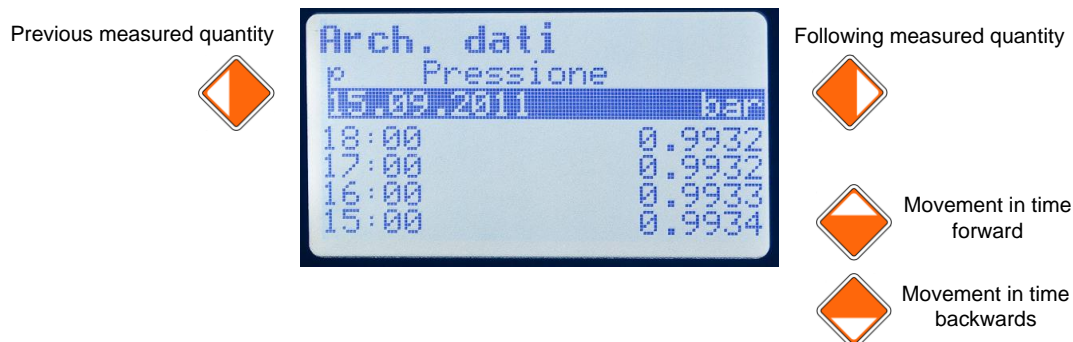 Previous measured quantity
Arch. dati
p Pressione
15.09.2011 bar
18:00 0.9932
17:00 0.9932
16:00 0.9933
15:00 0.9934
Following measured quantity
Movement in time
forward
Movement in time
backwards